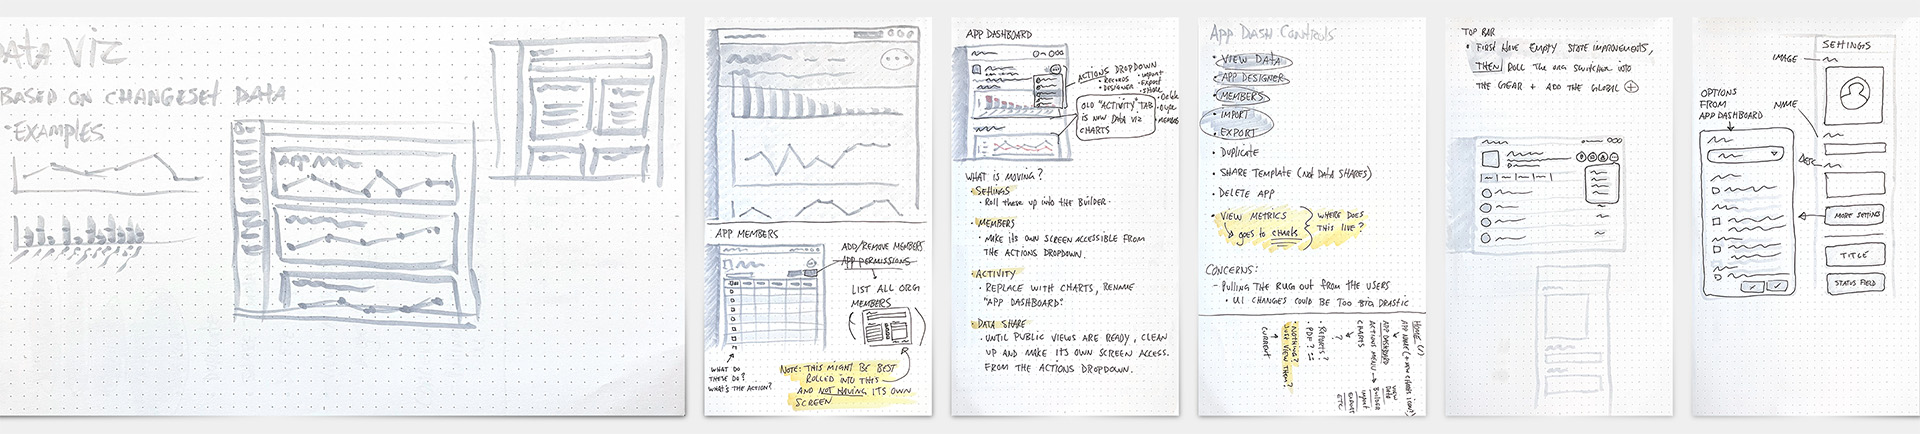 DATA VIZ
BASED ON CHANGESET DATA
• EXAMPLES
APP
APP MEMBERS
ADD/REMOVE MEMBERS
APP PERMISSIONS
LIST ALL ORG
MEMBERS
WHAT DO
THESE DO?
WHAT'S THE ACTION?
NOTE: THIS MIGHT BE BEST
ROLLED INTO THIS
AND NOT HAVING ITS OWN
SCREEN
APP DASHBOARD
ACTIONS DROPDOWN
• RECORDS
• DESIGNER
• IMPORT
• EXPORT
• SHARE
• Delete
• MEMBERS
OLD "ACTIVITY" TAB
IS NEW DATA VIZ
CHARTS
WHAT IS MOVING?
• SETTINGS
• Roll these up into the BUILDER.
• MEMBERS
• MAKE ITS OWN SCREEN ACCESSIBLE FROM
THE ACTIONS DROPDOWN.
• ACTIVITY
• REPLACE WITH CHARTS, RENAME
"APP DASHBOARD"
• DATA SHARE
• UNTIL PUBLIC VIEWS ARE READY, CLEAN
UP AND MAKE ITS OWN SCREEN ACCESS.
FROM THE ACTIONS DROPDOWN.
APP DASH CONTROLS
• VIEW DATA
• APP DESIGNER
• MEMBERS
• IMPORT
• EXPORT
• DUPLICATE
• SHARE TEMPLATE (NOT DATA SHARES)
• DELETE APP
• VIEW METRICS
↳ goes to CHARTS
WHERE DOES
THIS LIVE?
CONCERNS:
- PULLING THE RUG OUT FROM THE USERS
• UI CHANGES COULD BE TOO BIG DRASTIC
HOME
APP DASHBOARD
ACTIONS MENU → BUILDER
CHARTS
?
VIEW
DATA
IMPORT
EXPORT
ETC
• REPORTS?
• PDF?
• NOTHING?
JUST VIEW THEM?
CURRENT
TOP BAR
• FIRST HAVE EMPTY STATE IMPROVEMENTS,
THEN ROLL THE ORG SWITCHER INTO
THE GEAR + ADD THE GLOBAL ⊕
SETTINGS
IMAGE
OPTIONS
FROM
APP DASHBOARD
NAME
DESC
MORE SETTINGS
TITLE
STATUS FIELD